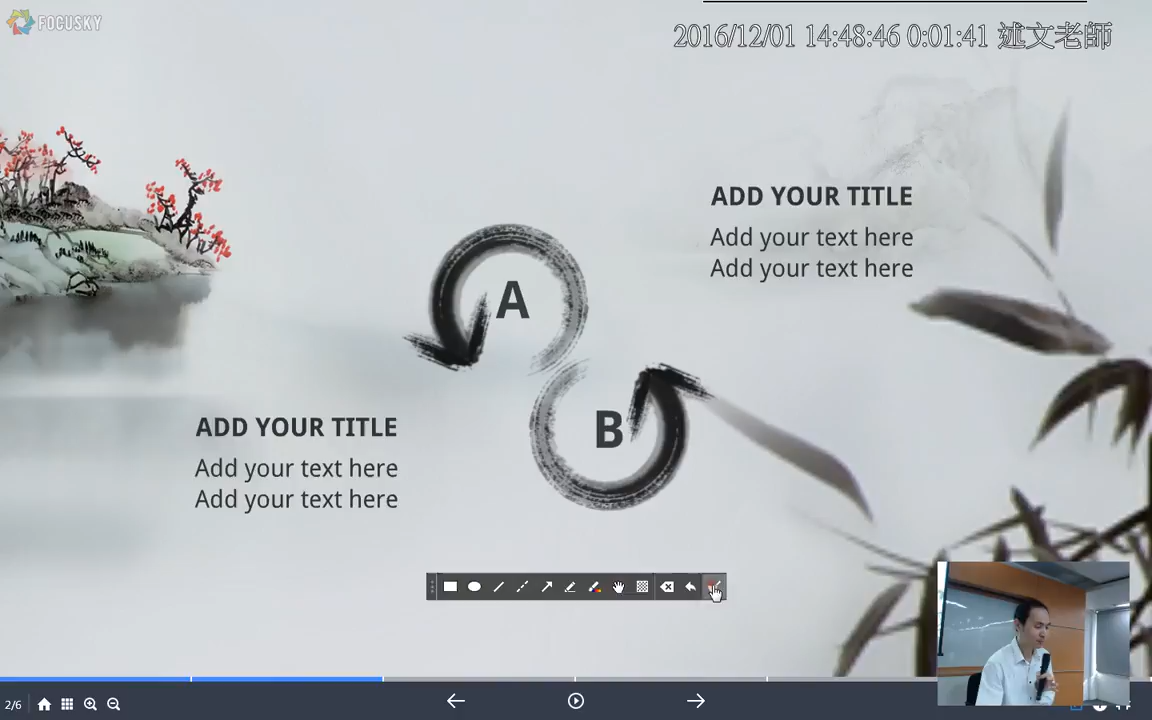 FOCUSKY
2016/12/01 14:48:46 0:01:41 述文老師
ADD YOUR TITLE
Add your text here
Add your text here
A
B
ADD YOUR TITLE
Add your text here
Add your text here
2/6